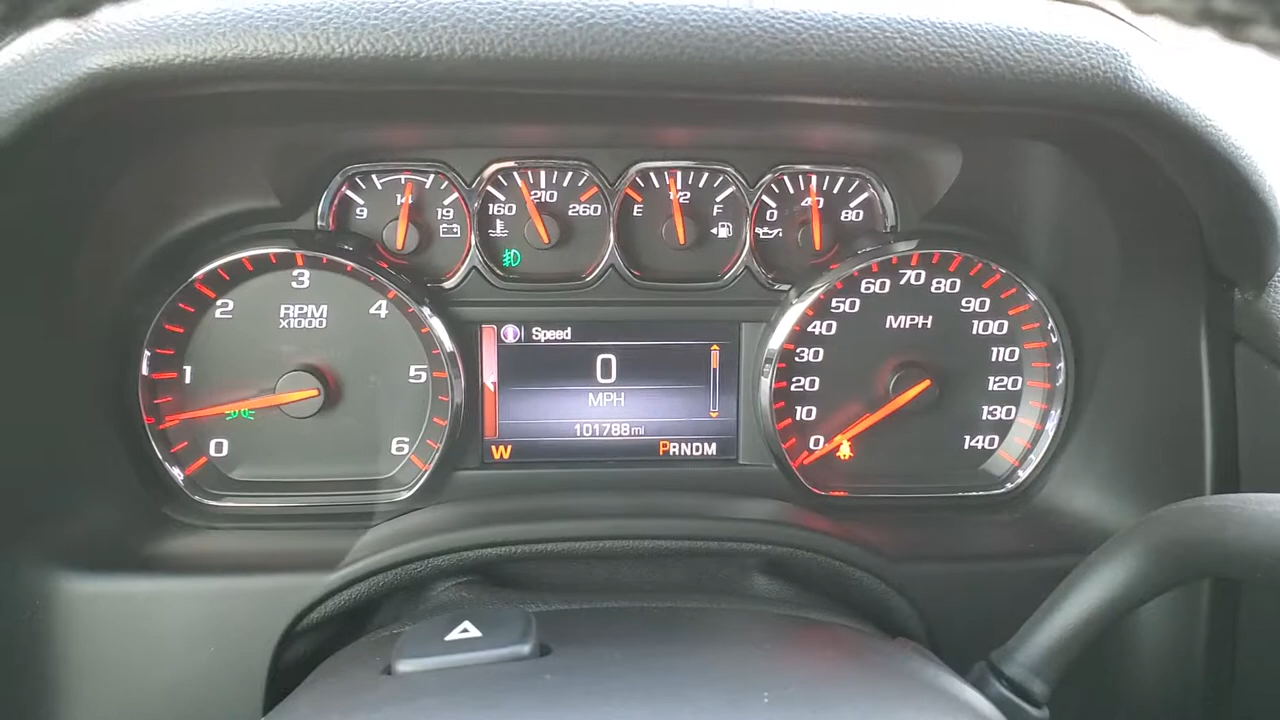 9 14 19
160 210 260
E 1/2 F
0 40 80
0 1 2 3 4 5 6
RPM
x1000
Speed
0
MPH
101788 mi
W
PRNDM
MPH
0 10 20 30 40 50 60 70 80 90 100 110 120 130 140